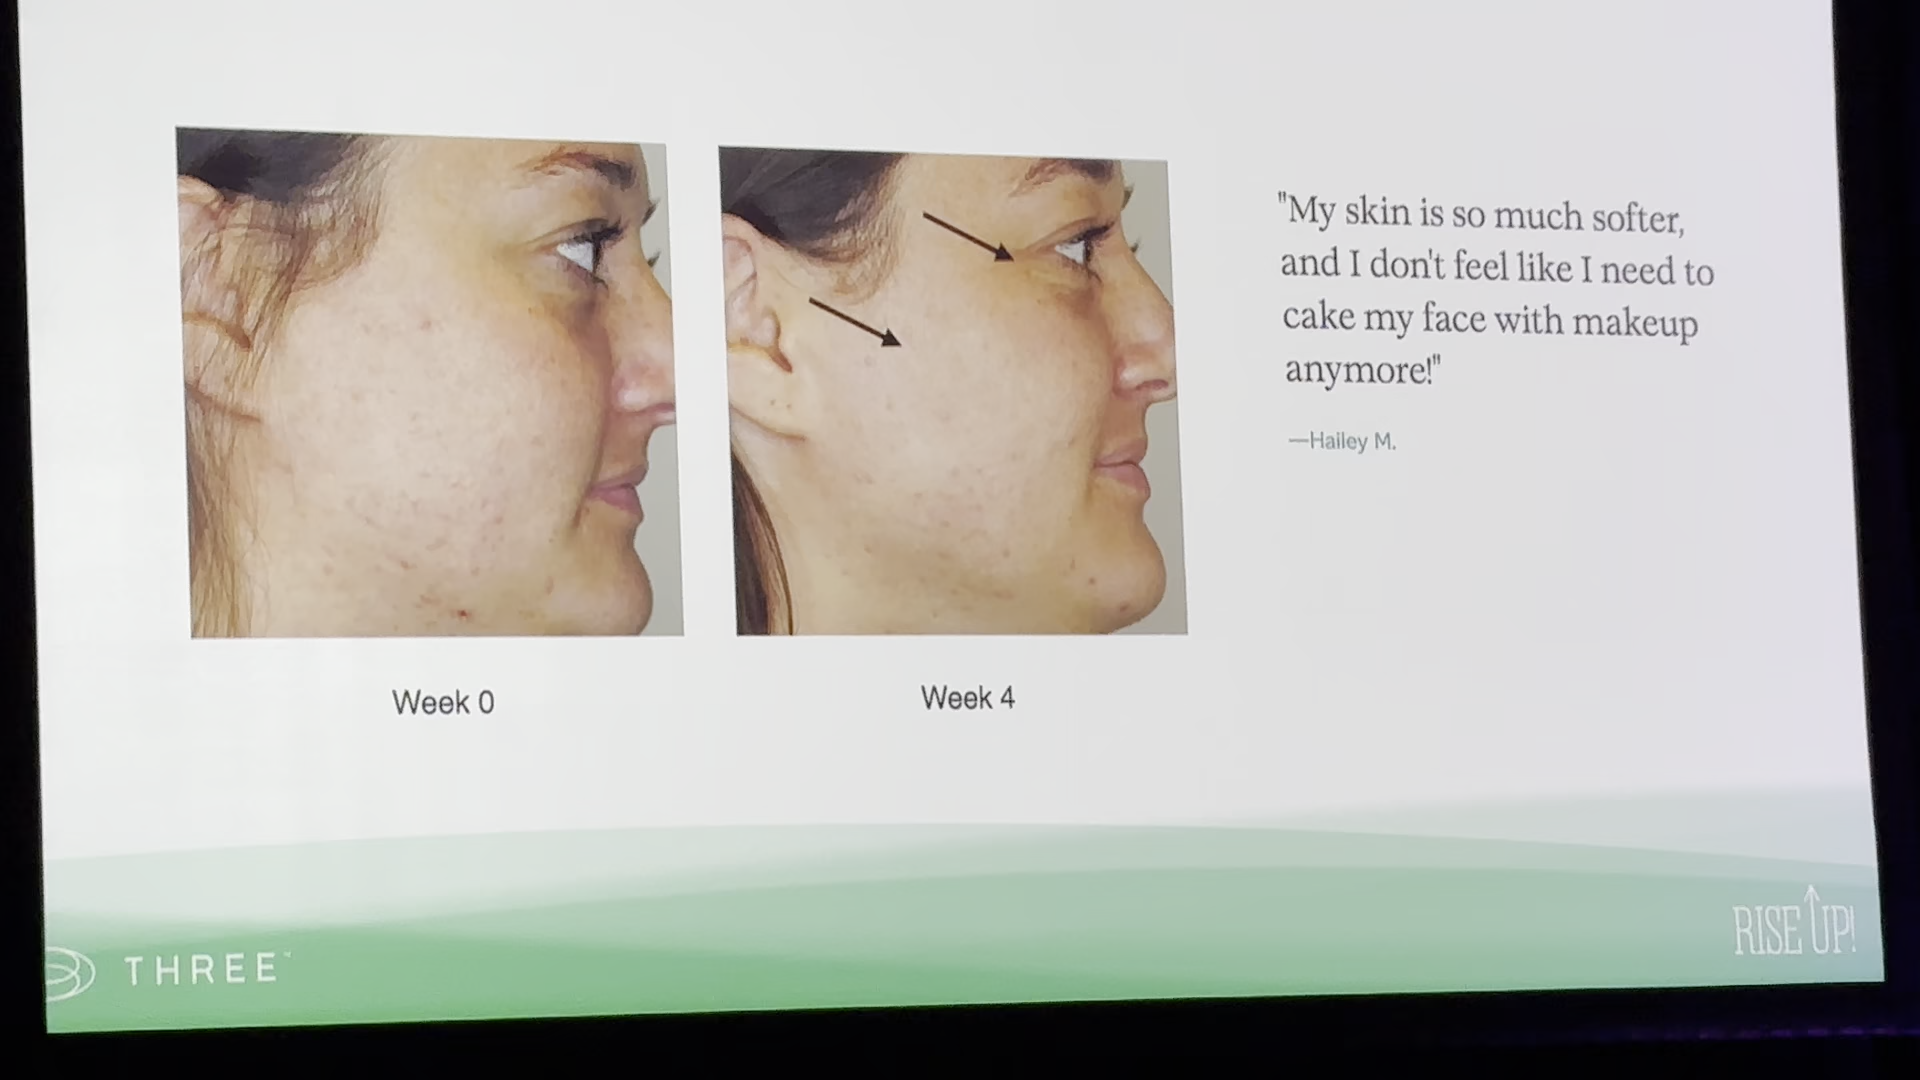 "My skin is so much softer,
and I don't feel like I need to
cake my face with makeup
anymore!"
—Hailey M.
Week 0
Week 4
THREE
RISE UP!